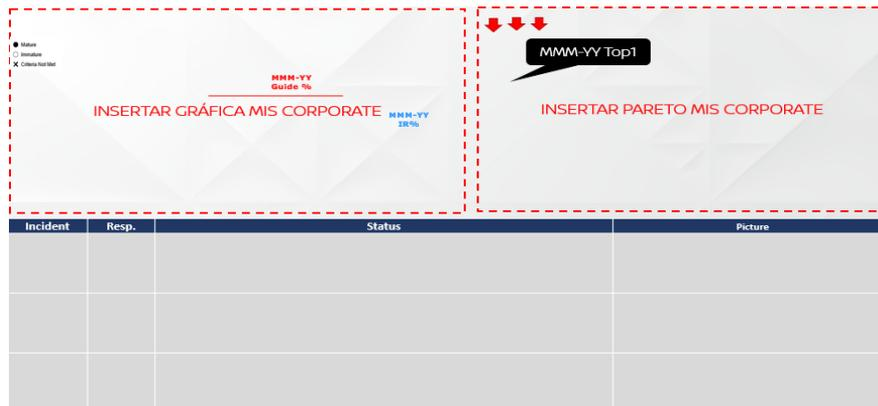 Mature
Immature
Criteria Not Met
MMM-YY
Guide %
INSERTAR GRÁFICA MIS CORPORATE
MMM-YY
IR%
MMM-YY Top1
INSERTAR PARETO MIS CORPORATE
Incident Resp. Status Picture